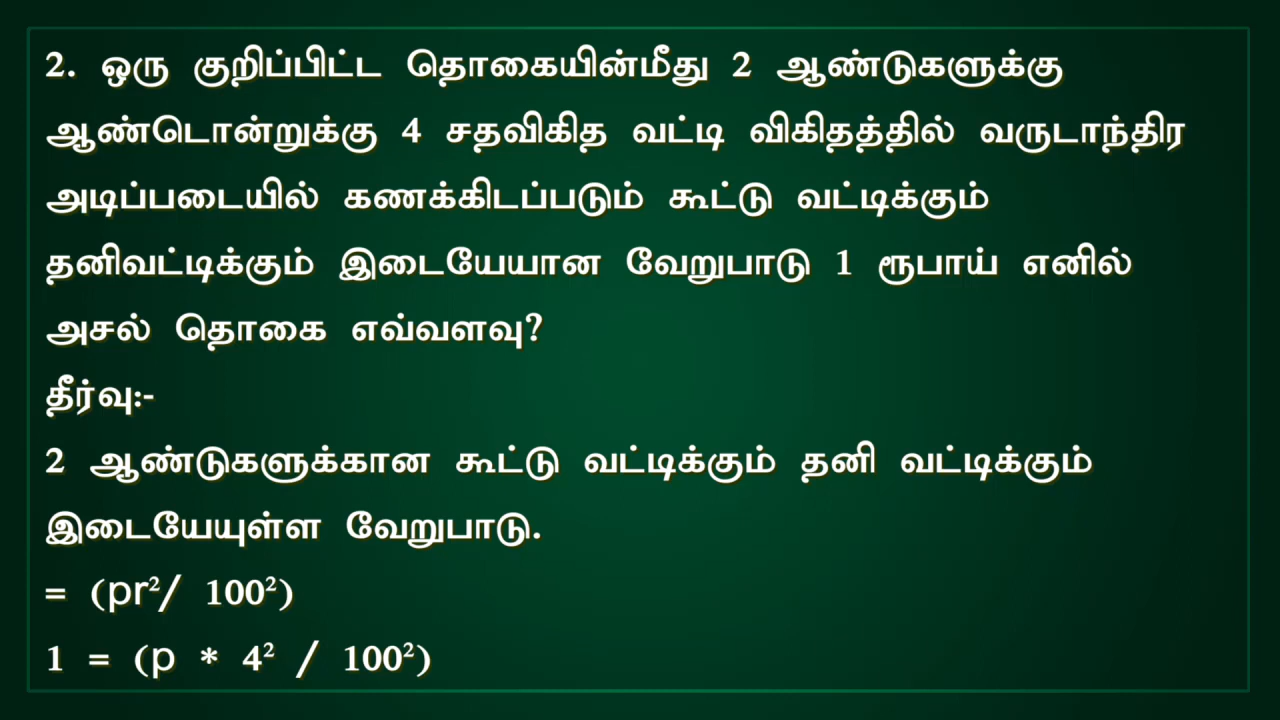 2. ஒரு குறிப்பிட்ட தொகையின்மீது 2 ஆண்டுகளுக்கு
ஆண்டொன்றுக்கு 4 சதவிகித வட்டி விகிதத்தில் வருடாந்திர
அடிப்படையில் கணக்கிடப்படும் கூட்டு வட்டிக்கும்
தனிவட்டிக்கும் இடையேயான வேறுபாடு 1 ரூபாய் எனில்
அசல் தொகை எவ்வளவு?
தீர்வு:-
2 ஆண்டுகளுக்கான கூட்டு வட்டிக்கும் தனி வட்டிக்கும்
இடையேயுள்ள வேறுபாடு.
= (pr²/ 100²)
1 = (p * 4² / 100²)